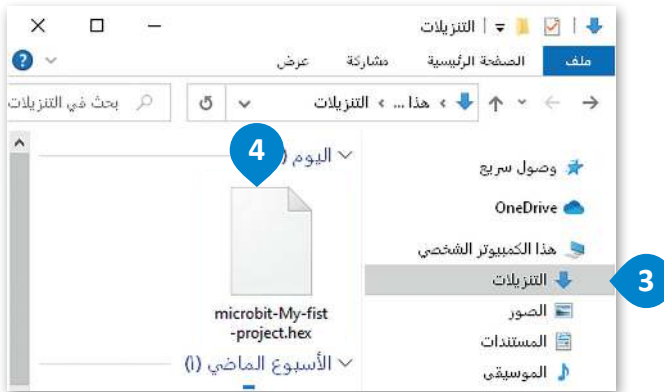 التنزيلات
ملف الصفحة الرئيسية مشاركة عرض
هذا ... التنزيلات
بحث في التنزيلات
وصول سريع
OneDrive
هذا الكمبيوتر الشخصي
التنزيلات
3
الصور
المستندات
الموسيقى
اليوم
4
microbit-My-fist
-project.hex
الأسبوع الماضي (١)